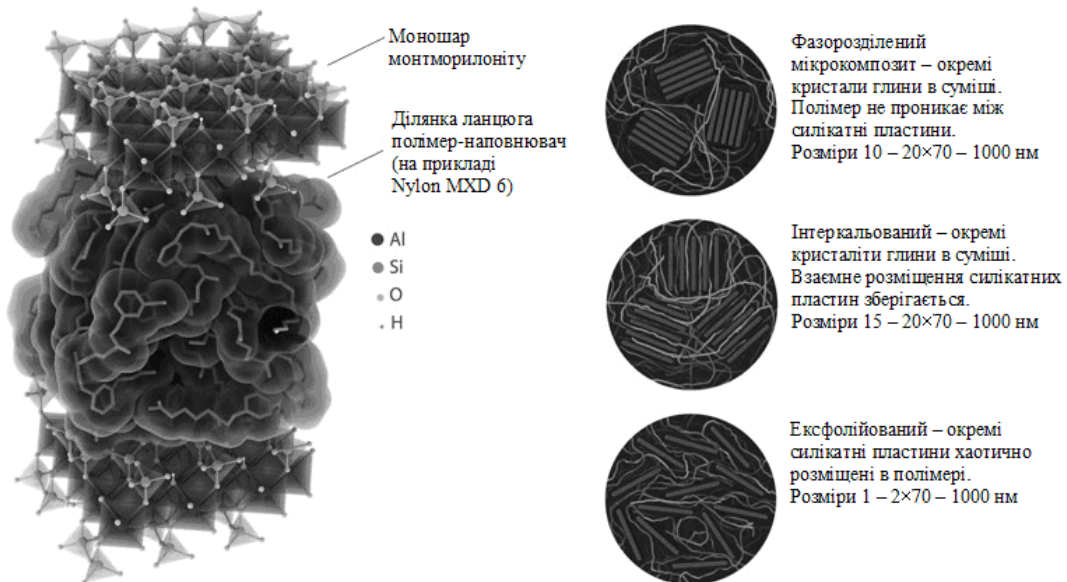 Моношар
монтморилоніту
Ділянка ланцюга
полімер-наповнювач
(на прикладі
Nylon MXD 6)
Al
Si
O
H
Фазорозділений
мікрокомпозит – окремі
кристали глини в суміші.
Полімер не проникає між
силікатні пластини.
Розміри 10 – 20×70 – 1000 нм
Інтеркальований – окремі
кристаліти глини в суміші.
Взаємне розміщення силікатних
пластин зберігається.
Розміри 15 – 20×70 – 1000 нм
Ексфолійований – окремі
силікатні пластини хаотично
розміщені в полімері.
Розміри 1 – 2×70 – 1000 нм